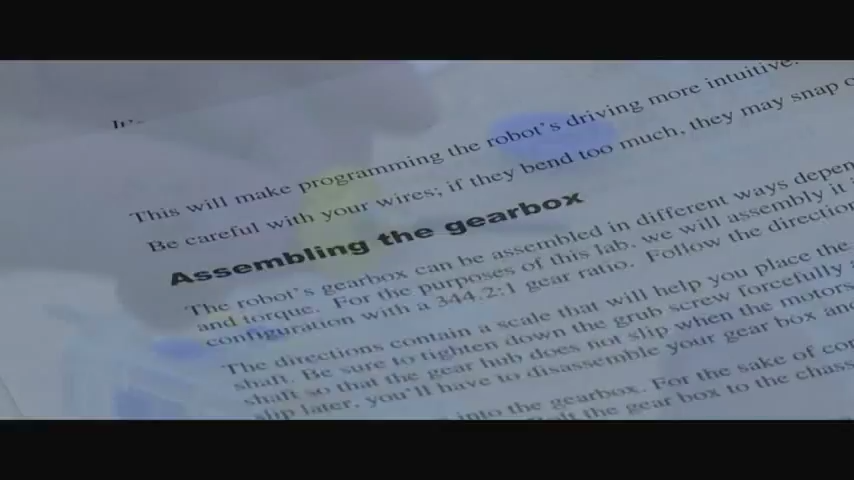 This will make programming the robot's driving more intuitive.
Be careful with your wires; if they bend too much, they may snap
Assembling the gearbox
The robot's gearbox can be assembled in different ways
and torque. For the purposes of this lab, we will assembly it
configuration with a 344.2:1 gear ratio. Follow the
The directions contain a scale that will help you place the
shaft. Be sure to tighten down the grub screw forcefully
shaft so that the gear hub does not slip when the motors
slip later, you'll have to disassemble your gear box and
into the gearbox. For the sake of
the gear box to the